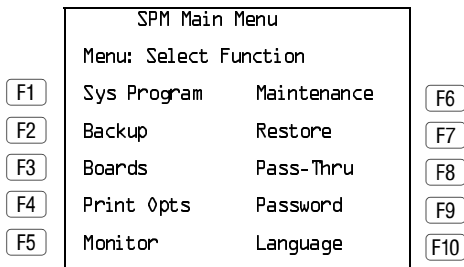 SPM Main Menu
Menu: Select Function
F1 Sys Program Maintenance F6
F2 Backup Restore F7
F3 Boards Pass-Thru F8
F4 Print Opts Password F9
F5 Monitor Language F10